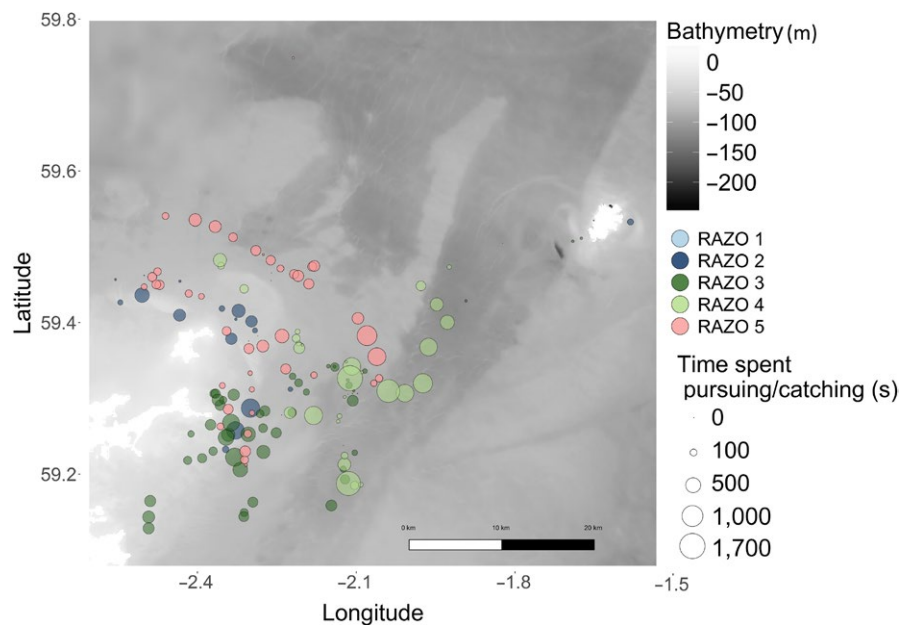 59.8
59.6
59.4
59.2
Latitude
−2.4
−2.1
−1.8
−1.5
Longitude
0 km
10 km
20 km
Bathymetry (m)
0
−50
−100
−150
−200
RAZO 1
RAZO 2
RAZO 3
RAZO 4
RAZO 5
Time spent
pursuing/catching (s)
0
100
500
1,000
1,700